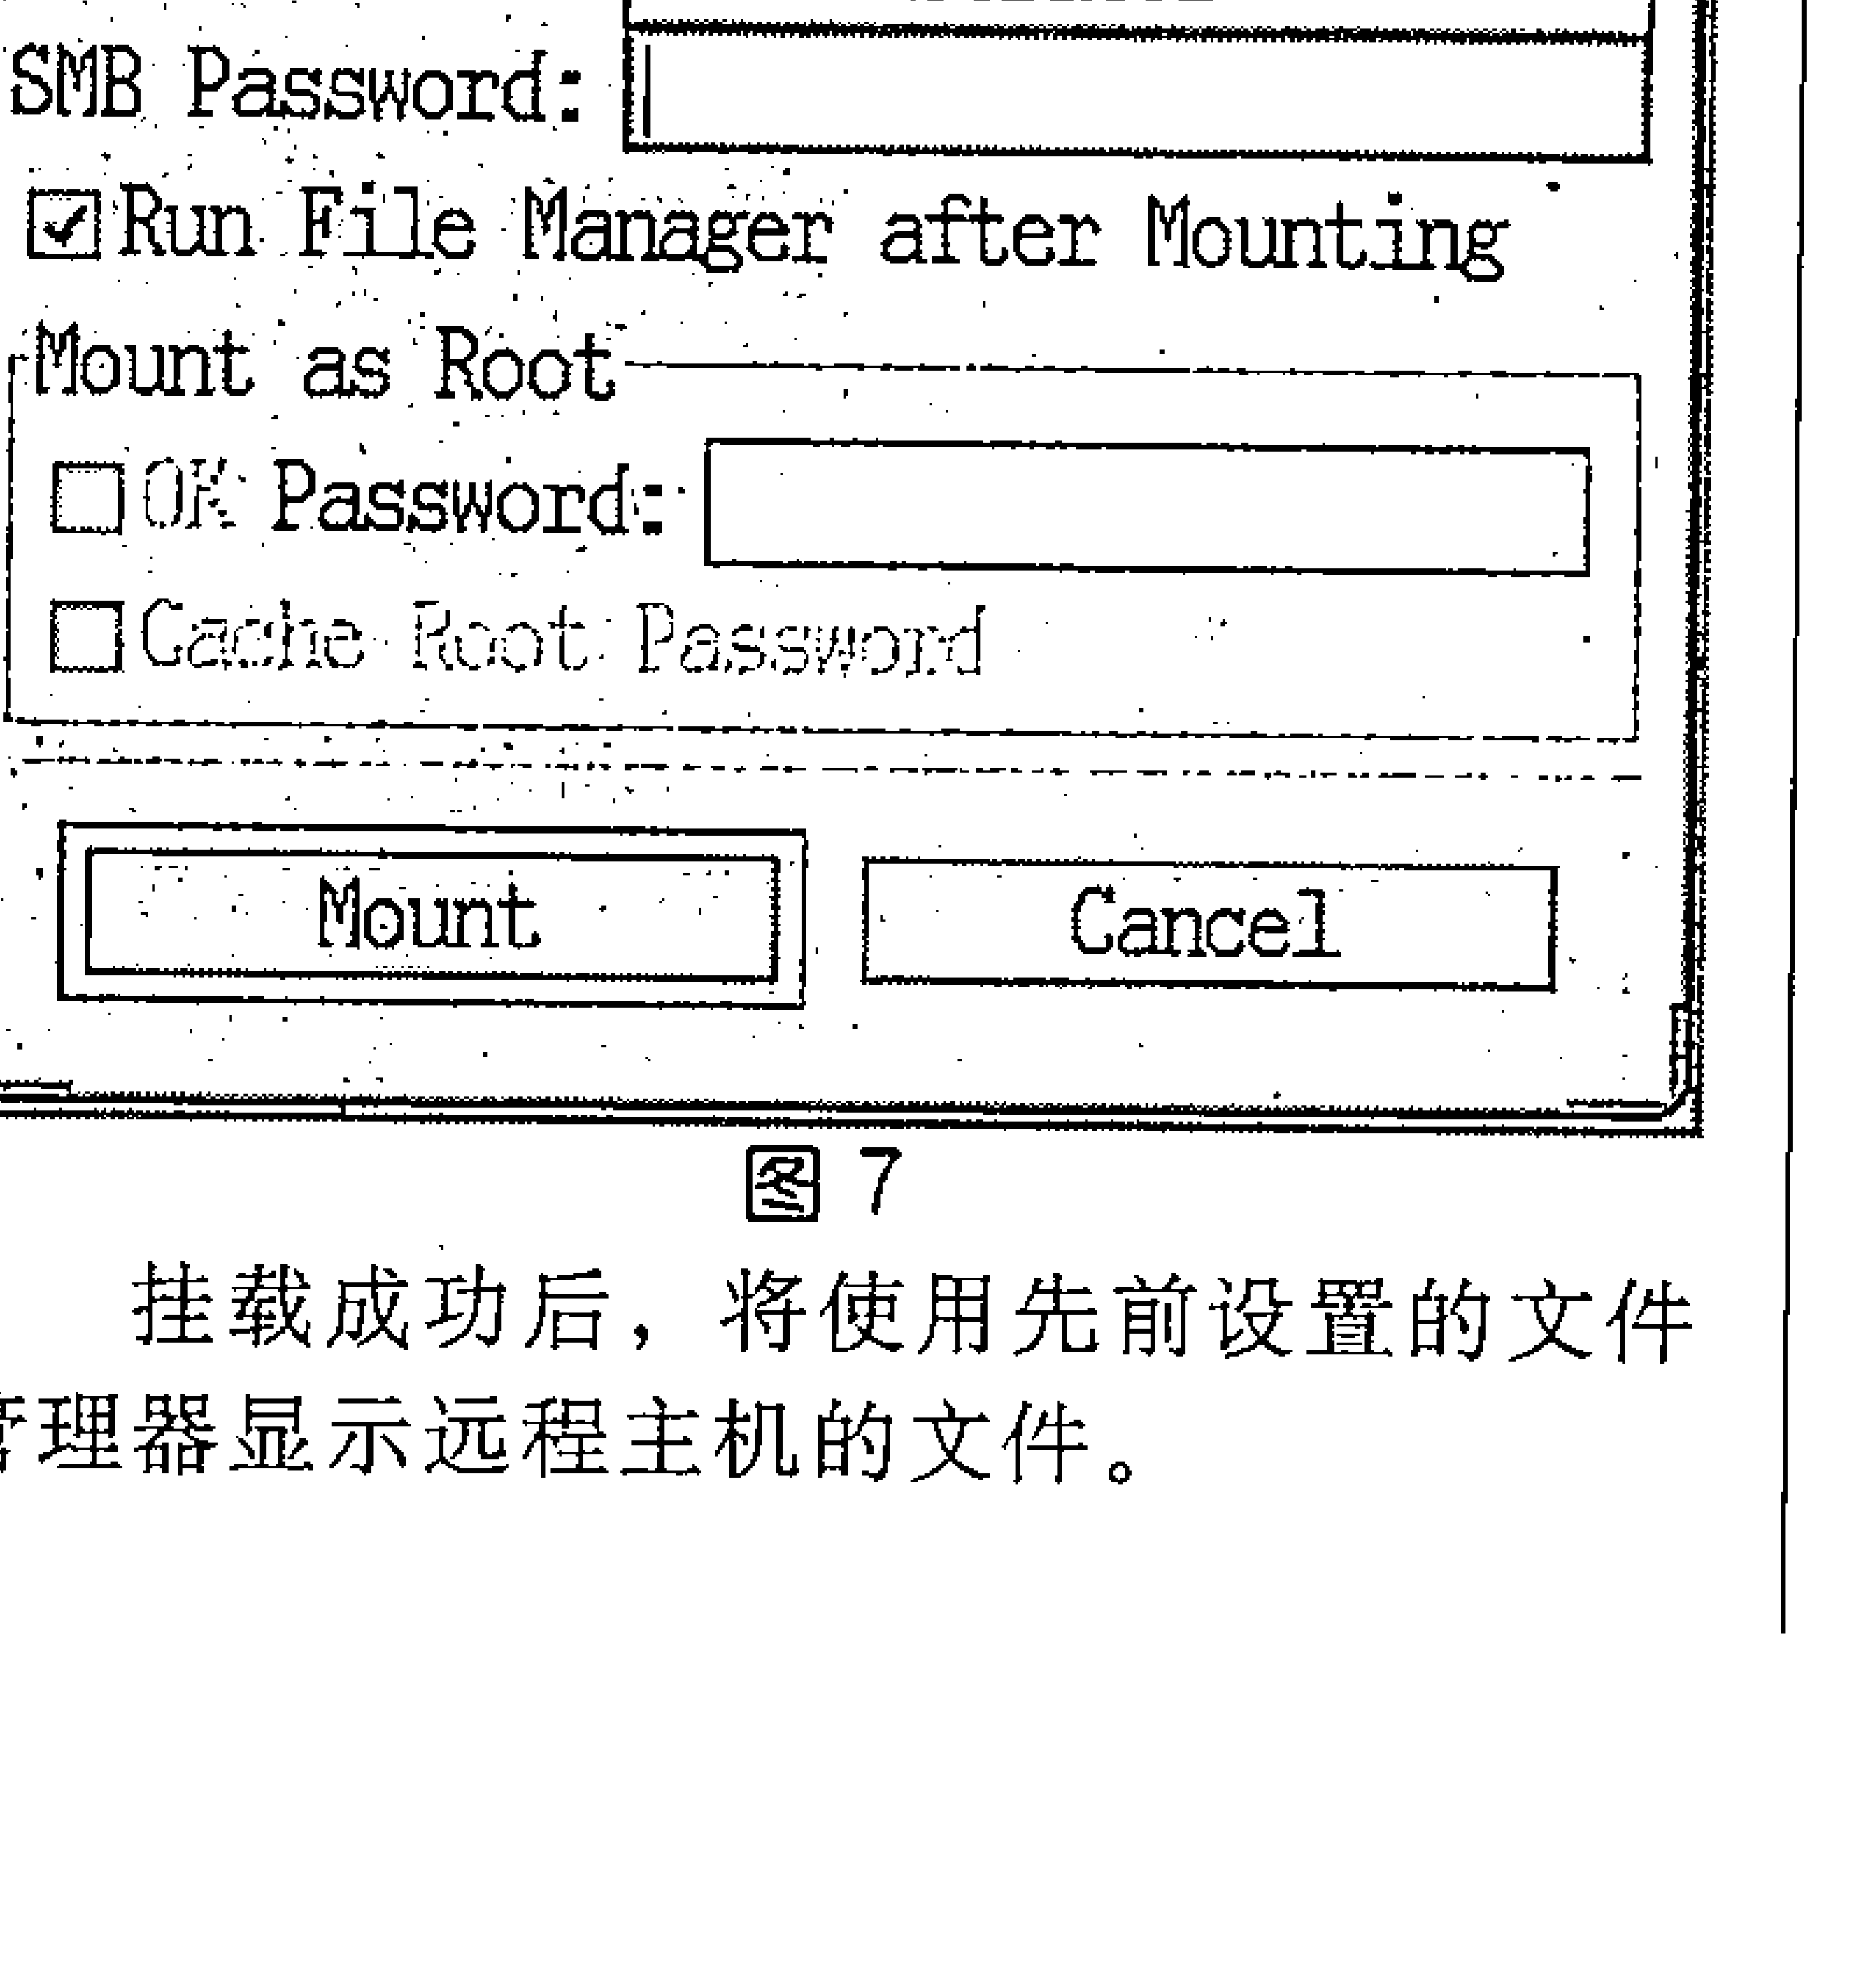 SMB Password:
Run File Manager after Mounting
Mount as Root
OK Password:
Cache Root Password
Mount Cancel
图 7
挂载成功后，将使用先前设置的文件
管理器显示远程主机的文件。